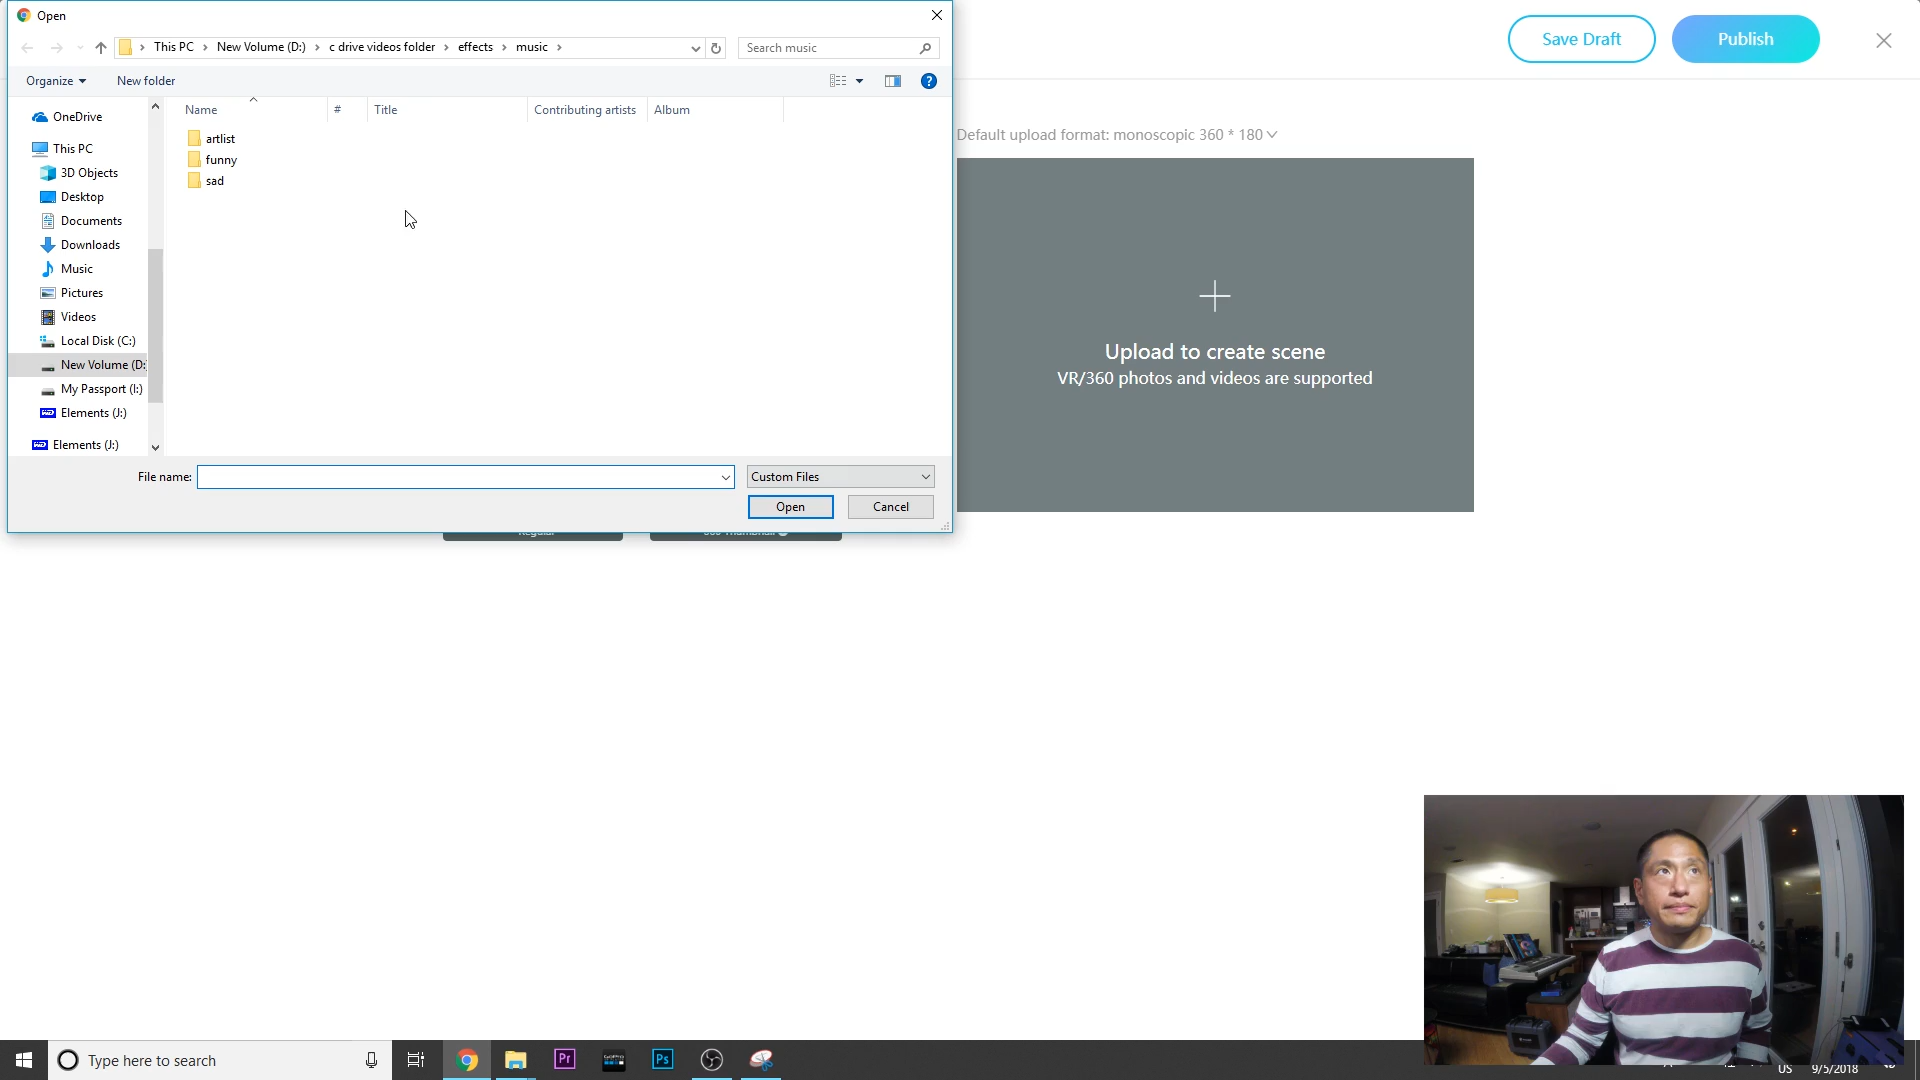 Open
This PC
New Volume (D:)
c drive videos folder
effects
music
Search music
Organize
New folder
Name
#
Title
Contributing artists
Album
OneDrive
This PC
3D Objects
Desktop
Documents
Downloads
Music
Pictures
Videos
Local Disk (C:)
New Volume (D:
My Passport (I:)
Elements (J:)
Elements (J:)
artlist
funny
sad
File name:
Custom Files
Open
Cancel
Save Draft
Publish
Default upload format: monoscopic 360 * 180
Upload to create scene
VR/360 photos and videos are supported
Type here to search
Pr
GoPro
Ps
US
9/5/2018